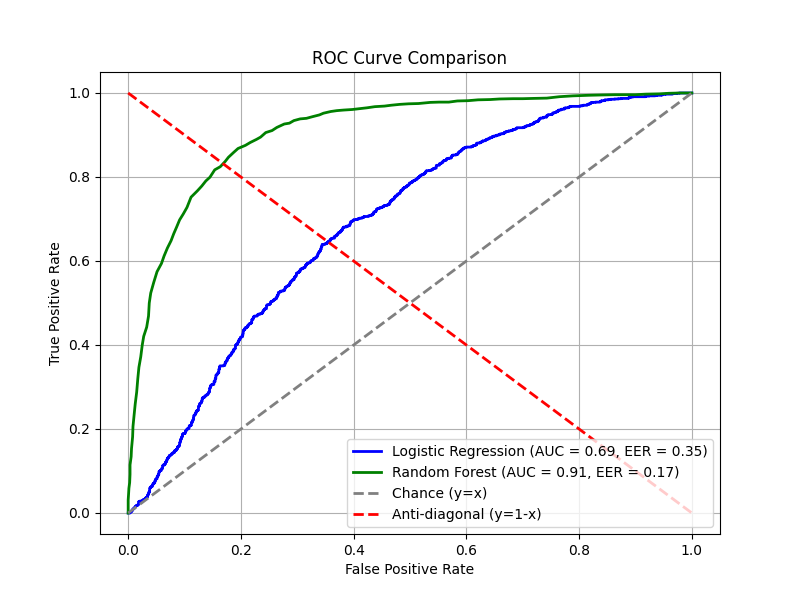 ROC Curve Comparison
True Positive Rate
1.0
0.8
0.6
0.4
0.2
0.0
Logistic Regression (AUC = 0.69, EER = 0.35)
Random Forest (AUC = 0.91, EER = 0.17)
Chance (y=x)
Anti-diagonal (y=1-x)
0.0 0.2 0.4 0.6 0.8 1.0
False Positive Rate